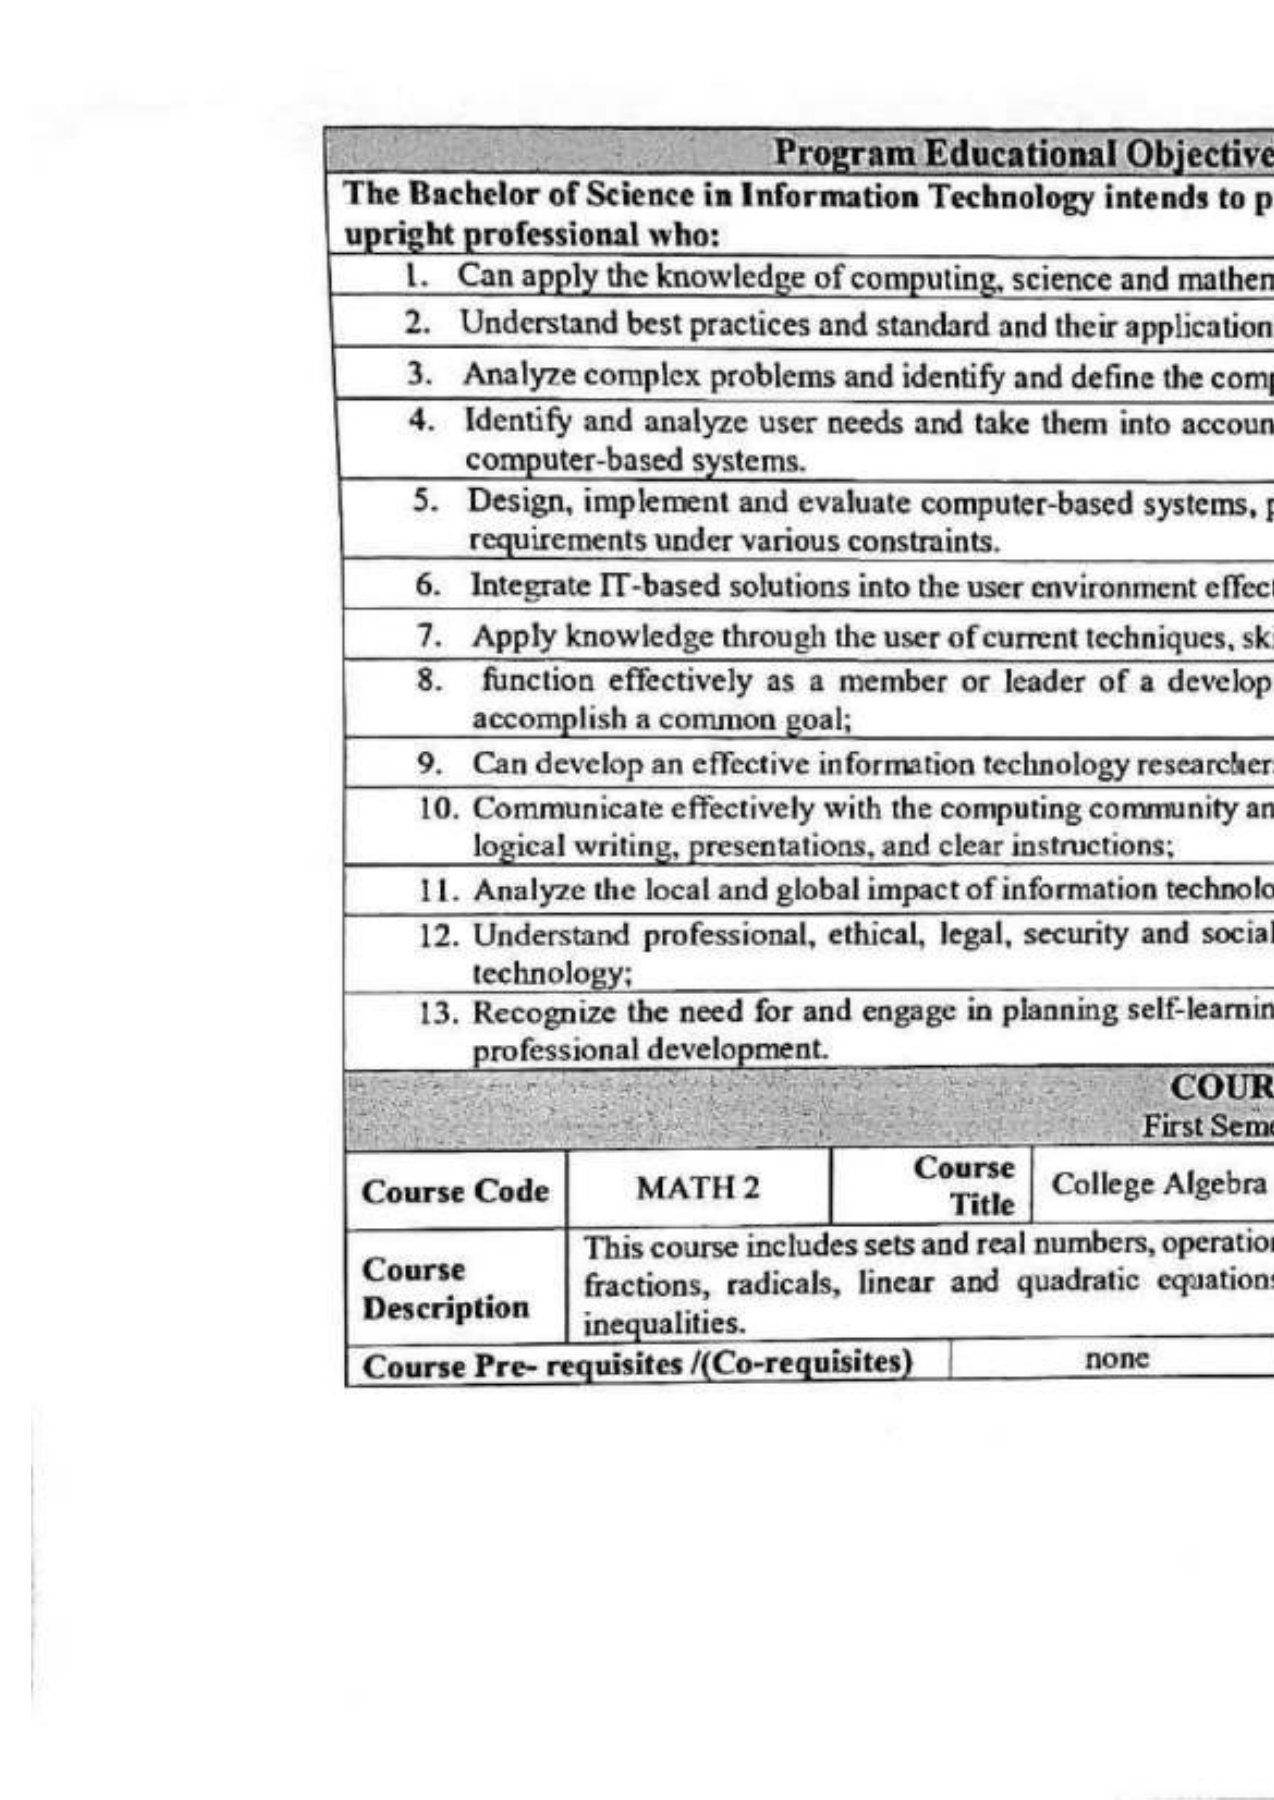 Program Educational Objective
The Bachelor of Science in Information Technology intends to p
upright professional who:
1. Can apply the knowledge of computing, science and mathem
2. Understand best practices and standard and their application
3. Analyze complex problems and identify and define the comp
4. Identify and analyze user needs and take them into accoun
computer-based systems.
5. Design, implement and evaluate computer-based systems, p
requirements under various constraints.
6. Integrate IT-based solutions into the user environment effect
7. Apply knowledge through the user of current techniques, ski
8. function effectively as a member or leader of a develop
accomplish a common goal;
9. Can develop an effective information technology researcher
10. Communicate effectively with the computing community an
logical writing, presentations, and clear instructions;
11. Analyze the local and global impact of information technolo
12. Understand professional, ethical, legal, security and social
technology;
13. Recognize the need for and engage in planning self-learnin
professional development.
COUR
First Seme
Course Code MATH 2 Course Title College Algebra
Course Description
This course includes sets and real numbers, operation
fractions, radicals, linear and quadratic equations
inequalities.
Course Pre- requisites /(Co-requisites) none